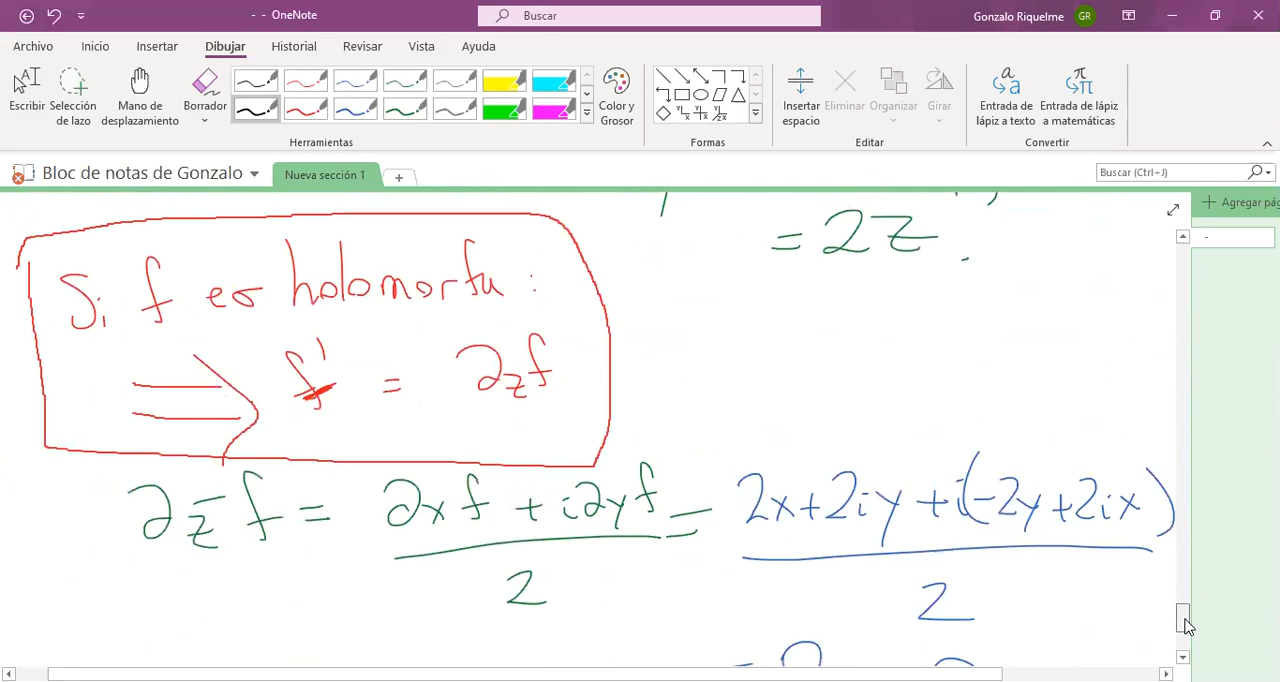 - - OneNote
Buscar
Gonzalo Riquelme
GR
Archivo Inicio Insertar Dibujar Historial Revisar Vista Ayuda
Escribir
Selección de lazo
Mano de desplazamiento
Borrador
Color y Grosor
Insertar espacio
Eliminar
Organizar
Girar
Entrada de lápiz a texto
Entrada de lápiz a matemáticas
Herramientas
Formas
Editar
Convertir
Bloc de notas de Gonzalo
Nueva sección 1
Buscar (Ctrl+J)
Agregar pág
-
= 2z.
Si f es holomorfa:
⟹ f' = ∂zf
∂z̄ f = (∂xf + i∂yf)/2 = (2x+2iy+i(-2y+2ix))/2